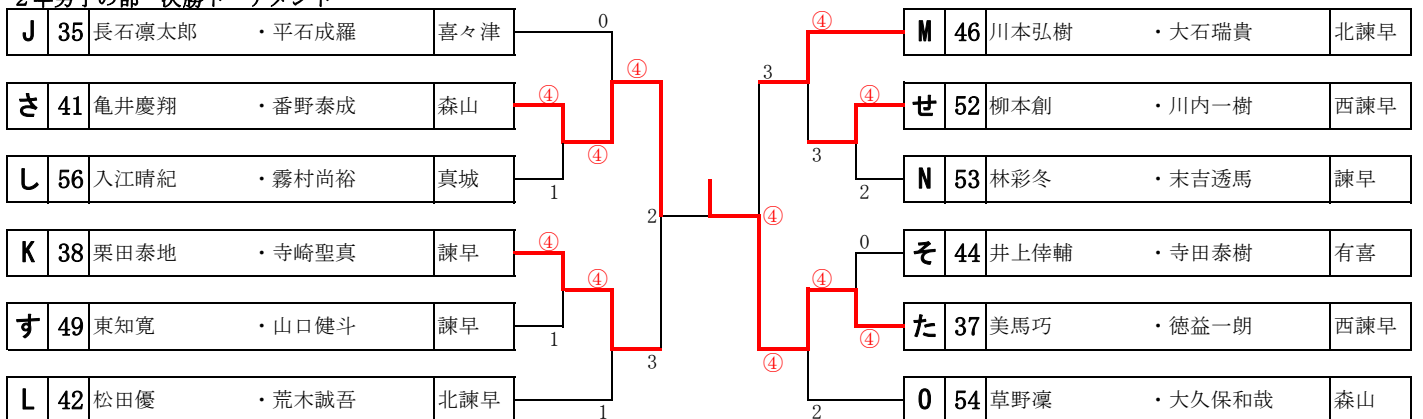 2年男子の部 決勝トーナメント
J 35 長石凛太郎 ・平石成羅 喜々津
さ 41 亀井慶翔 ・番野泰成 森山
し 56 入江晴紀 ・霧村尚裕 真城
K 38 栗田泰地 ・寺崎聖真 諫早
す 49 東知寛 ・山口健斗 諫早
L 42 松田優 ・荒木誠吾 北諫早
0
④
④
④
1
④
④
1
3
1
2
④
④
3
④
3
2
0
④
④
④
2
M 46 川本弘樹 ・大石瑞貴 北諫早
せ 52 柳本創 ・川内一樹 西諫早
N 53 林彩冬 ・末吉透馬 諫早
そ 44 井上倖輔 ・寺田泰樹 有喜
た 37 美馬巧 ・徳益一朗 西諫早
O 54 草野凜 ・大久保和哉 森山